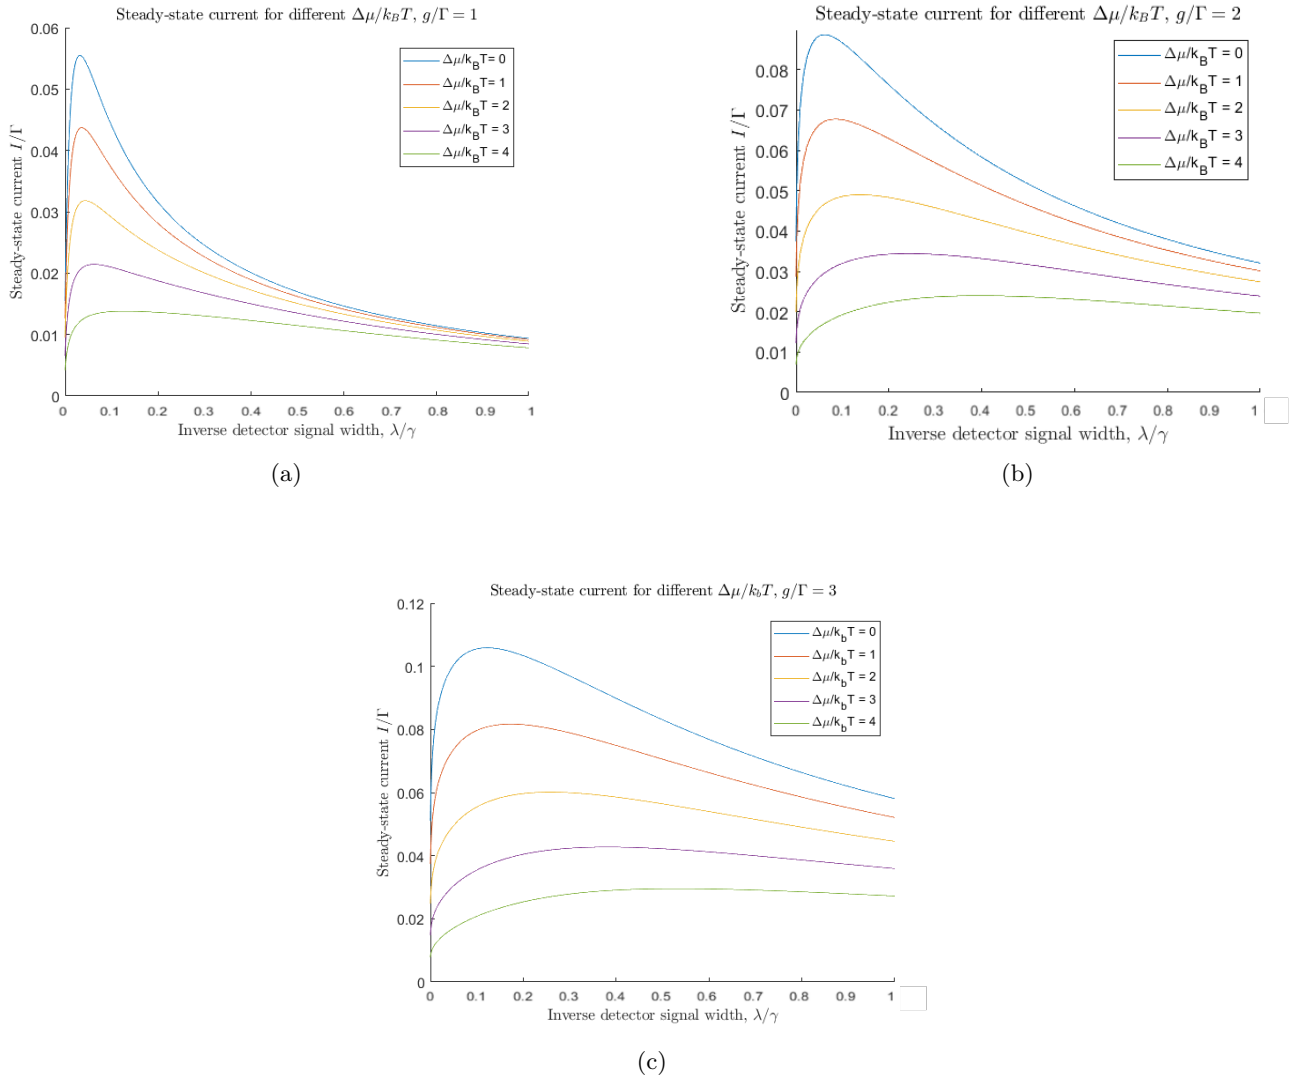 Steady-state current for different Δμ/k_BT, g/Γ = 1
0.06
0.05
0.04
0.03
0.02
0.01
0
Steady-state current I/Γ
Δμ/k_BT= 0
Δμ/k_BT= 1
Δμ/k_BT = 2
Δμ/k_BT = 3
Δμ/k_BT = 4
0 0.1 0.2 0.3 0.4 0.5 0.6 0.7 0.8 0.9 1
Inverse detector signal width, λ/γ
(a)
Steady-state current for different Δμ/k_BT, g/Γ = 2
0.08
0.07
0.06
0.05
0.04
0.03
0.02
0.01
0
Steady-state current I/Γ
Δμ/k_BT = 0
Δμ/k_BT = 1
Δμ/k_BT = 2
Δμ/k_BT = 3
Δμ/k_BT = 4
0 0.1 0.2 0.3 0.4 0.5 0.6 0.7 0.8 0.9 1
Inverse detector signal width, λ/γ
(b)
Steady-state current for different Δμ/k_bT, g/Γ = 3
0.12
0.1
0.08
0.06
0.04
0.02
0
Steady-state current I/Γ
Δμ/k_bT = 0
Δμ/k_bT = 1
Δμ/k_bT = 2
Δμ/k_bT = 3
Δμ/k_bT = 4
0 0.1 0.2 0.3 0.4 0.5 0.6 0.7 0.8 0.9 1
Inverse detector signal width, λ/γ
(c)